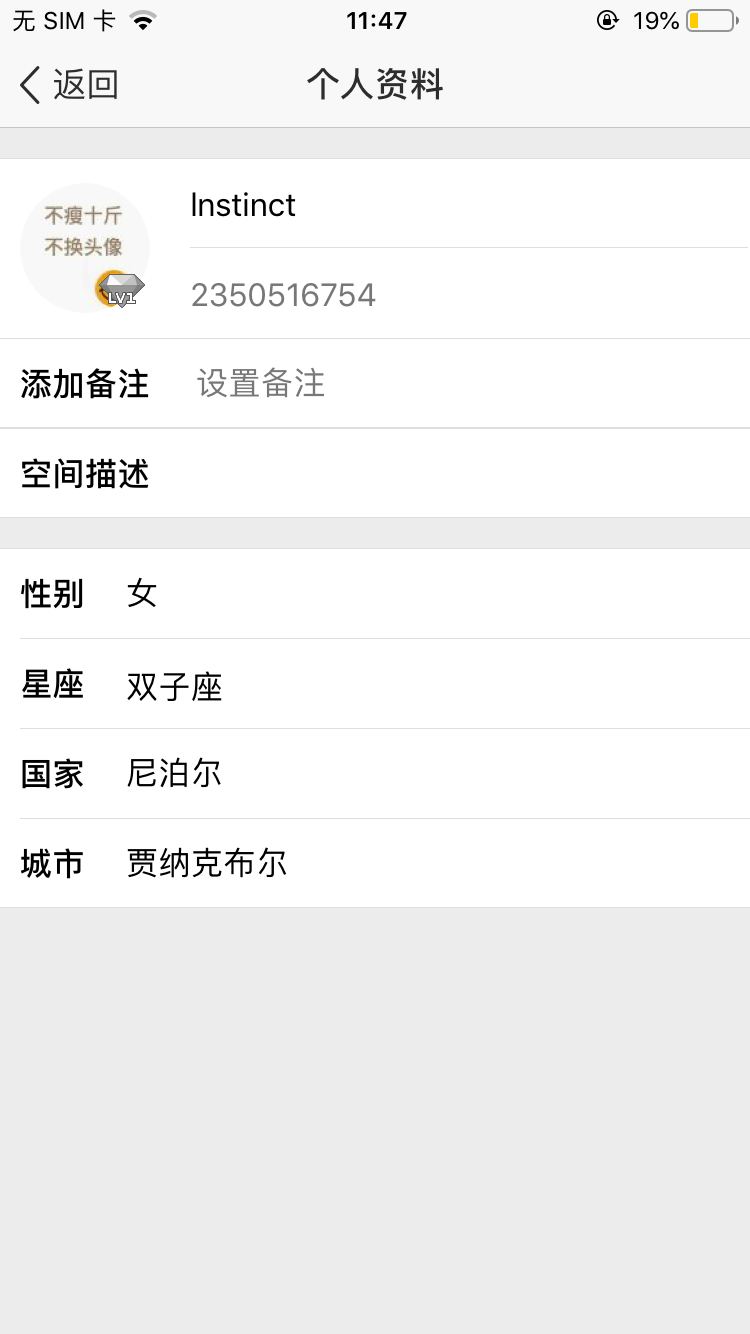 无 SIM 卡 11:47 19%
返回 个人资料
不瘦十斤
不换头像
LV1
Instinct
2350516754
添加备注 设置备注
空间描述
性别 女
星座 双子座
国家 尼泊尔
城市 贾纳克布尔